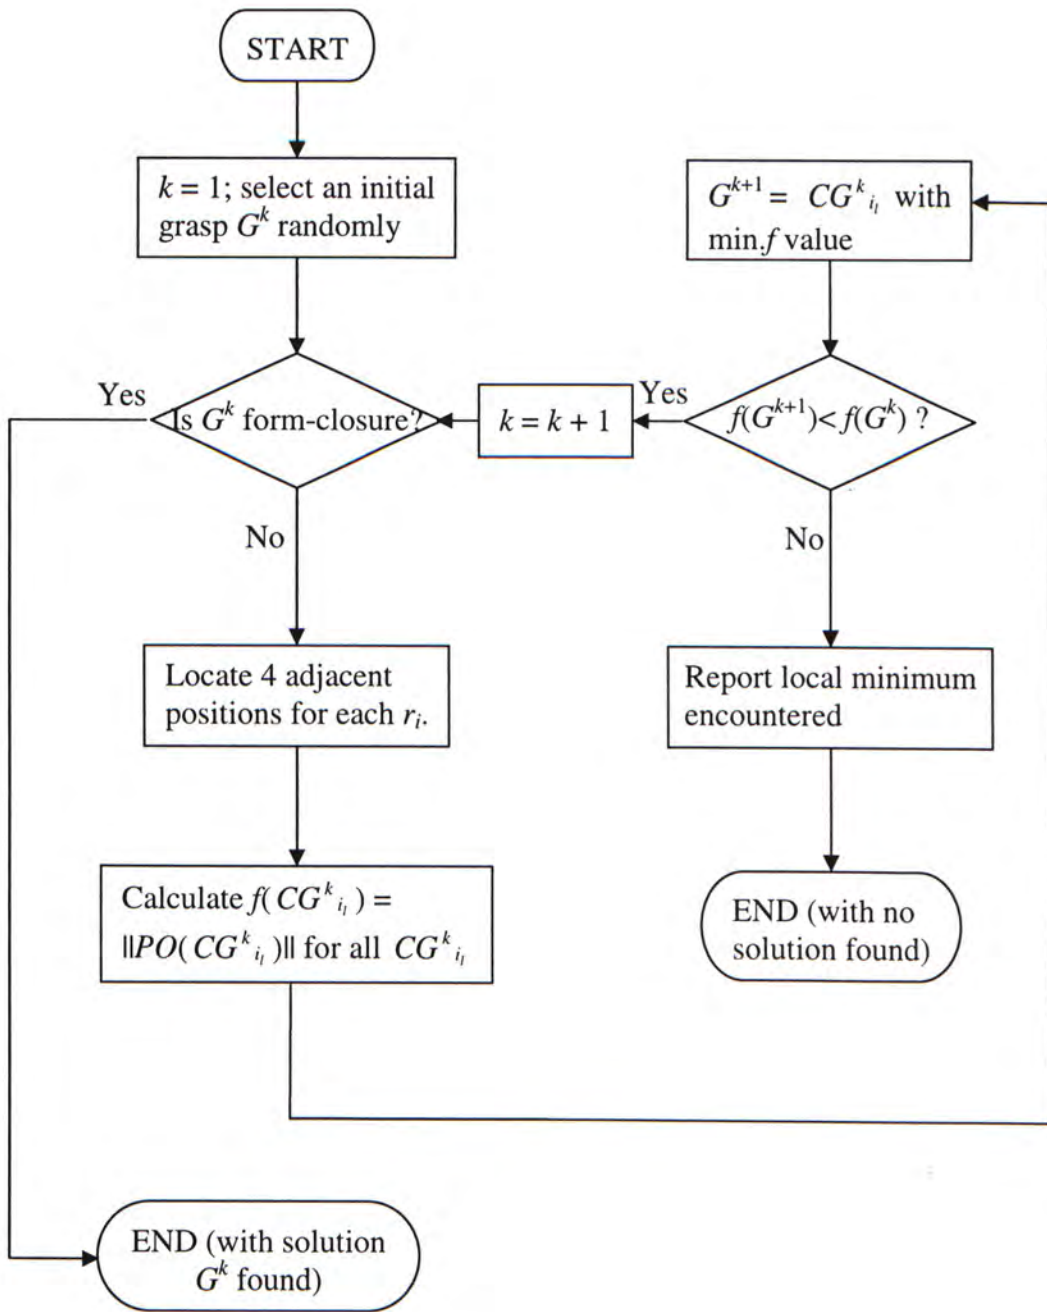 START
k = 1; select an initial
grasp G^k randomly
Yes
Is G^k form-closure?
No
Locate 4 adjacent
positions for each r_i.
Calculate f( CG^k_{i_l} ) =
||PO( CG^k_{i_l} )|| for all CG^k_{i_l}
G^{k+1} = CG^k_{i_l} with
min.f value
f(G^{k+1})< f(G^k) ?
Yes
k = k + 1
No
Report local minimum
encountered
END (with no
solution found)
END (with solution
G^k found)